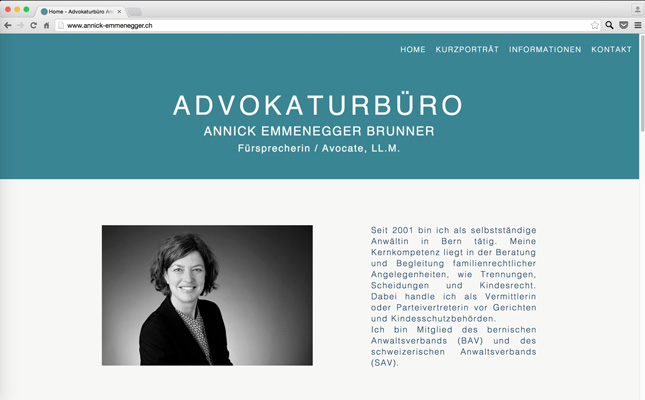 Home - Advokaturbüro An
www.annick-emmenegger.ch
HOME KURZPORTRÄT INFORMATIONEN KONTAKT
ADVOKATURBÜRO
ANNICK EMMENEGGER BRUNNER
Fürsprecherin / Avocate, LL.M.
Seit 2001 bin ich als selbstständige
Anwältin in Bern tätig. Meine
Kernkompetenz liegt in der Beratung
und Begleitung familienrechtlicher
Angelegenheiten, wie Trennungen,
Scheidungen und Kindesrecht.
Dabei handle ich als Vermittlerin
oder Parteivertreterin vor Gerichten
und Kindesschutzbehörden.
Ich bin Mitglied des bernischen
Anwaltsverbands (BAV) und des
schweizerischen Anwaltsverbands
(SAV).